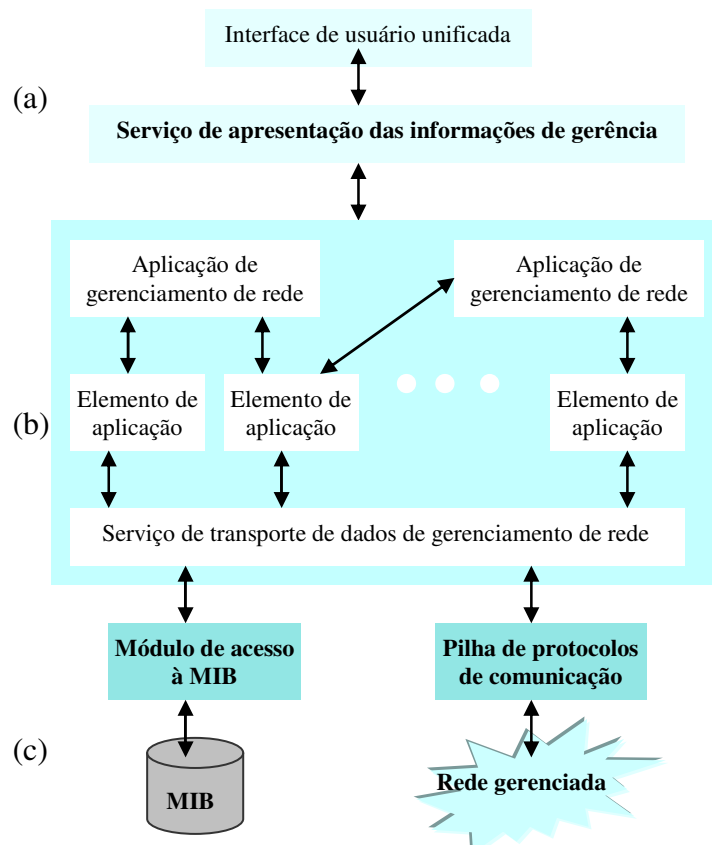 Interface de usuário unificada
(a)
Serviço de apresentação das informações de gerência
Aplicação de
gerenciamento de rede
Aplicação de
gerenciamento de rede
(b)
Elemento de
aplicação
Elemento de
aplicação
Elemento de
aplicação
Serviço de transporte de dados de gerenciamento de rede
Módulo de acesso
à MIB
Pilha de protocolos
de comunicação
(c)
MIB
Rede gerenciada